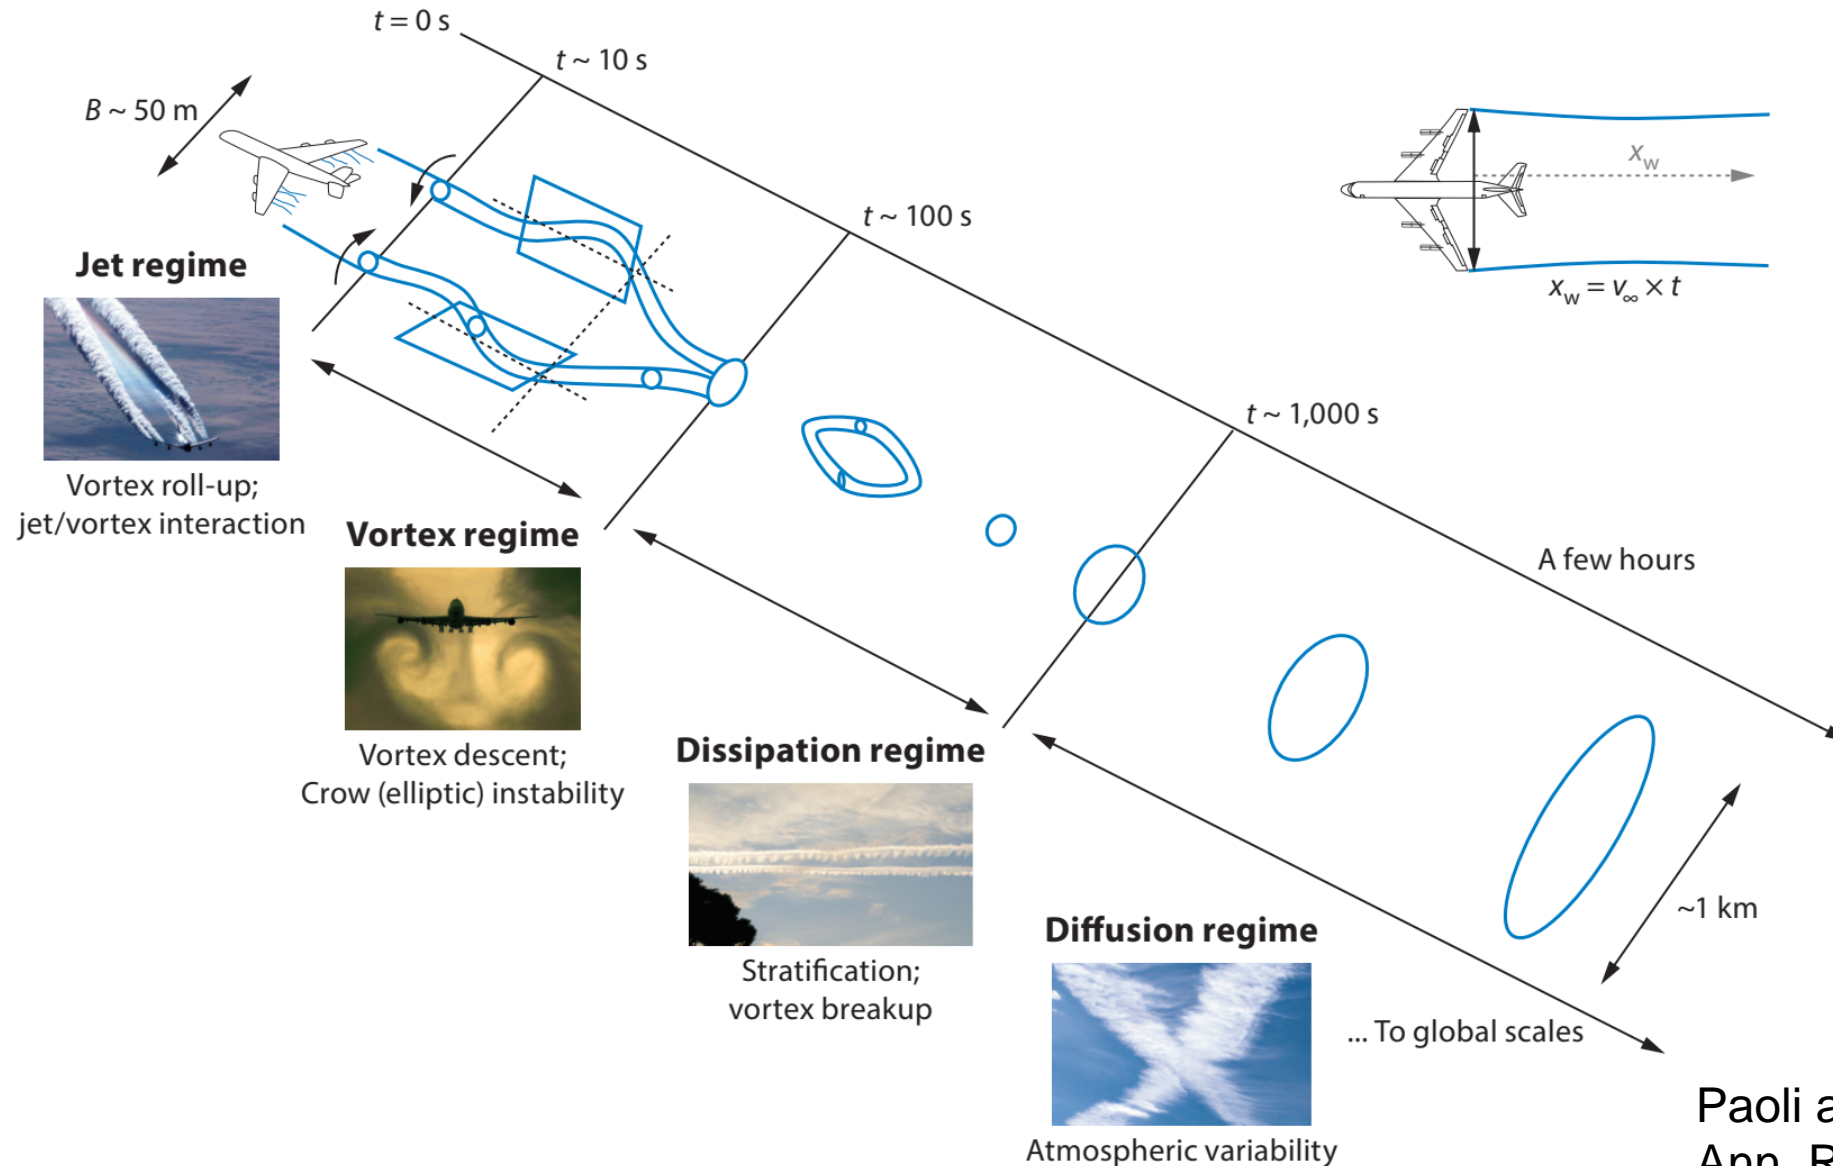 t = 0 s
t ~ 10 s
B ~ 50 m
t ~ 100 s
x_w
x_w = v_∞ × t
Jet regime
Vortex roll-up;
jet/vortex interaction
t ~ 1,000 s
Vortex regime
Vortex descent;
Crow (elliptic) instability
A few hours
Dissipation regime
Stratification;
vortex breakup
~1 km
Diffusion regime
... To global scales
Atmospheric variability
Paoli
Ann.